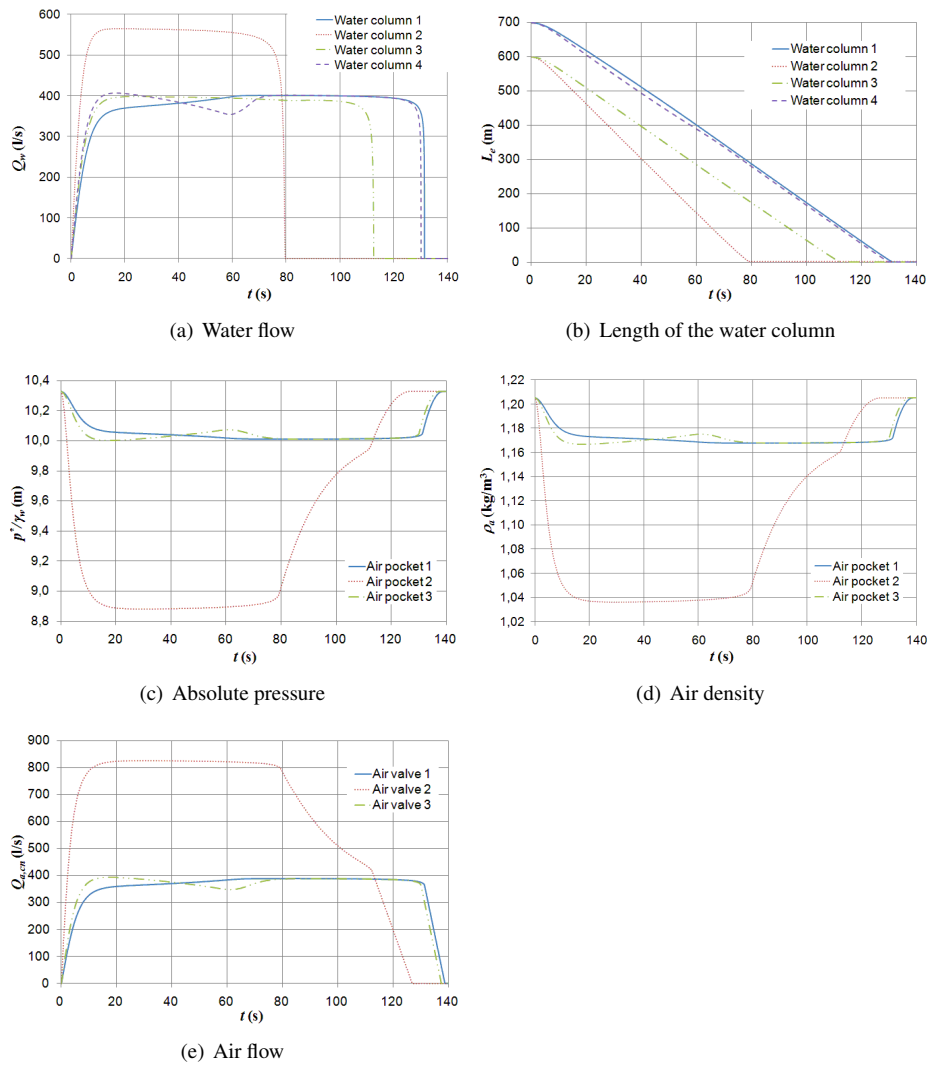 600
500
400
300
200
100
0
0 20 40 60 80 100 120 140
Q_w (l/s)
t (s)
Water column 1
Water column 2
Water column 3
Water column 4
(a) Water flow
700
600
500
400
300
200
100
0
0 20 40 60 80 100 120 140
L_e (m)
t (s)
Water column 1
Water column 2
Water column 3
Water column 4
(b) Length of the water column
10,4
10,2
10,0
9,8
9,6
9,4
9,2
9,0
8,8
0 20 40 60 80 100 120 140
p*/γ_w (m)
t (s)
Air pocket 1
Air pocket 2
Air pocket 3
(c) Absolute pressure
1,22
1,20
1,18
1,16
1,14
1,12
1,10
1,08
1,06
1,04
1,02
0 20 40 60 80 100 120 140
ρ_a (kg/m³)
t (s)
Air pocket 1
Air pocket 2
Air pocket 3
(d) Air density
900
800
700
600
500
400
300
200
100
0
0 20 40 60 80 100 120 140
Q_a,cn (l/s)
t (s)
Air valve 1
Air valve 2
Air valve 3
(e) Air flow